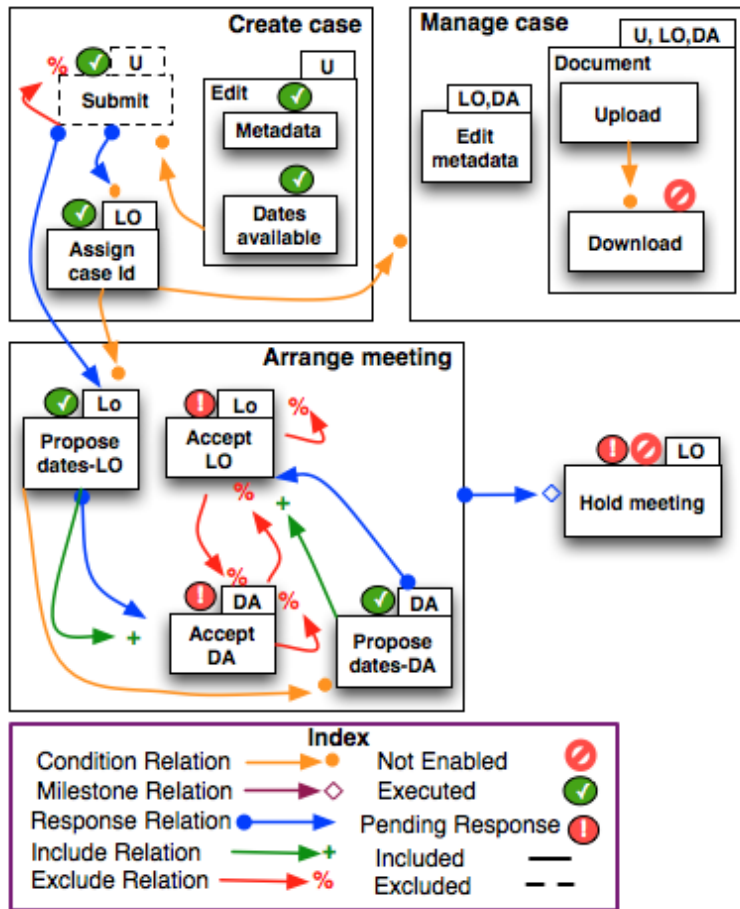 Create case
% U
Submit
U
Edit
Metadata
Dates
available
LO
Assign
case Id
Manage case
U, LO,DA
Document
LO,DA
Edit
metadata
Upload
Download
Arrange meeting
Lo
Propose
dates-LO
! Lo
Accept
LO
%
%
+
%
! DA
Accept
DA
%
+
DA
Propose
dates-DA
! LO
Hold meeting
Index
Condition Relation
Not Enabled
Milestone Relation
Executed
Response Relation
Pending Response !
Include Relation +
Included
Exclude Relation %
Excluded